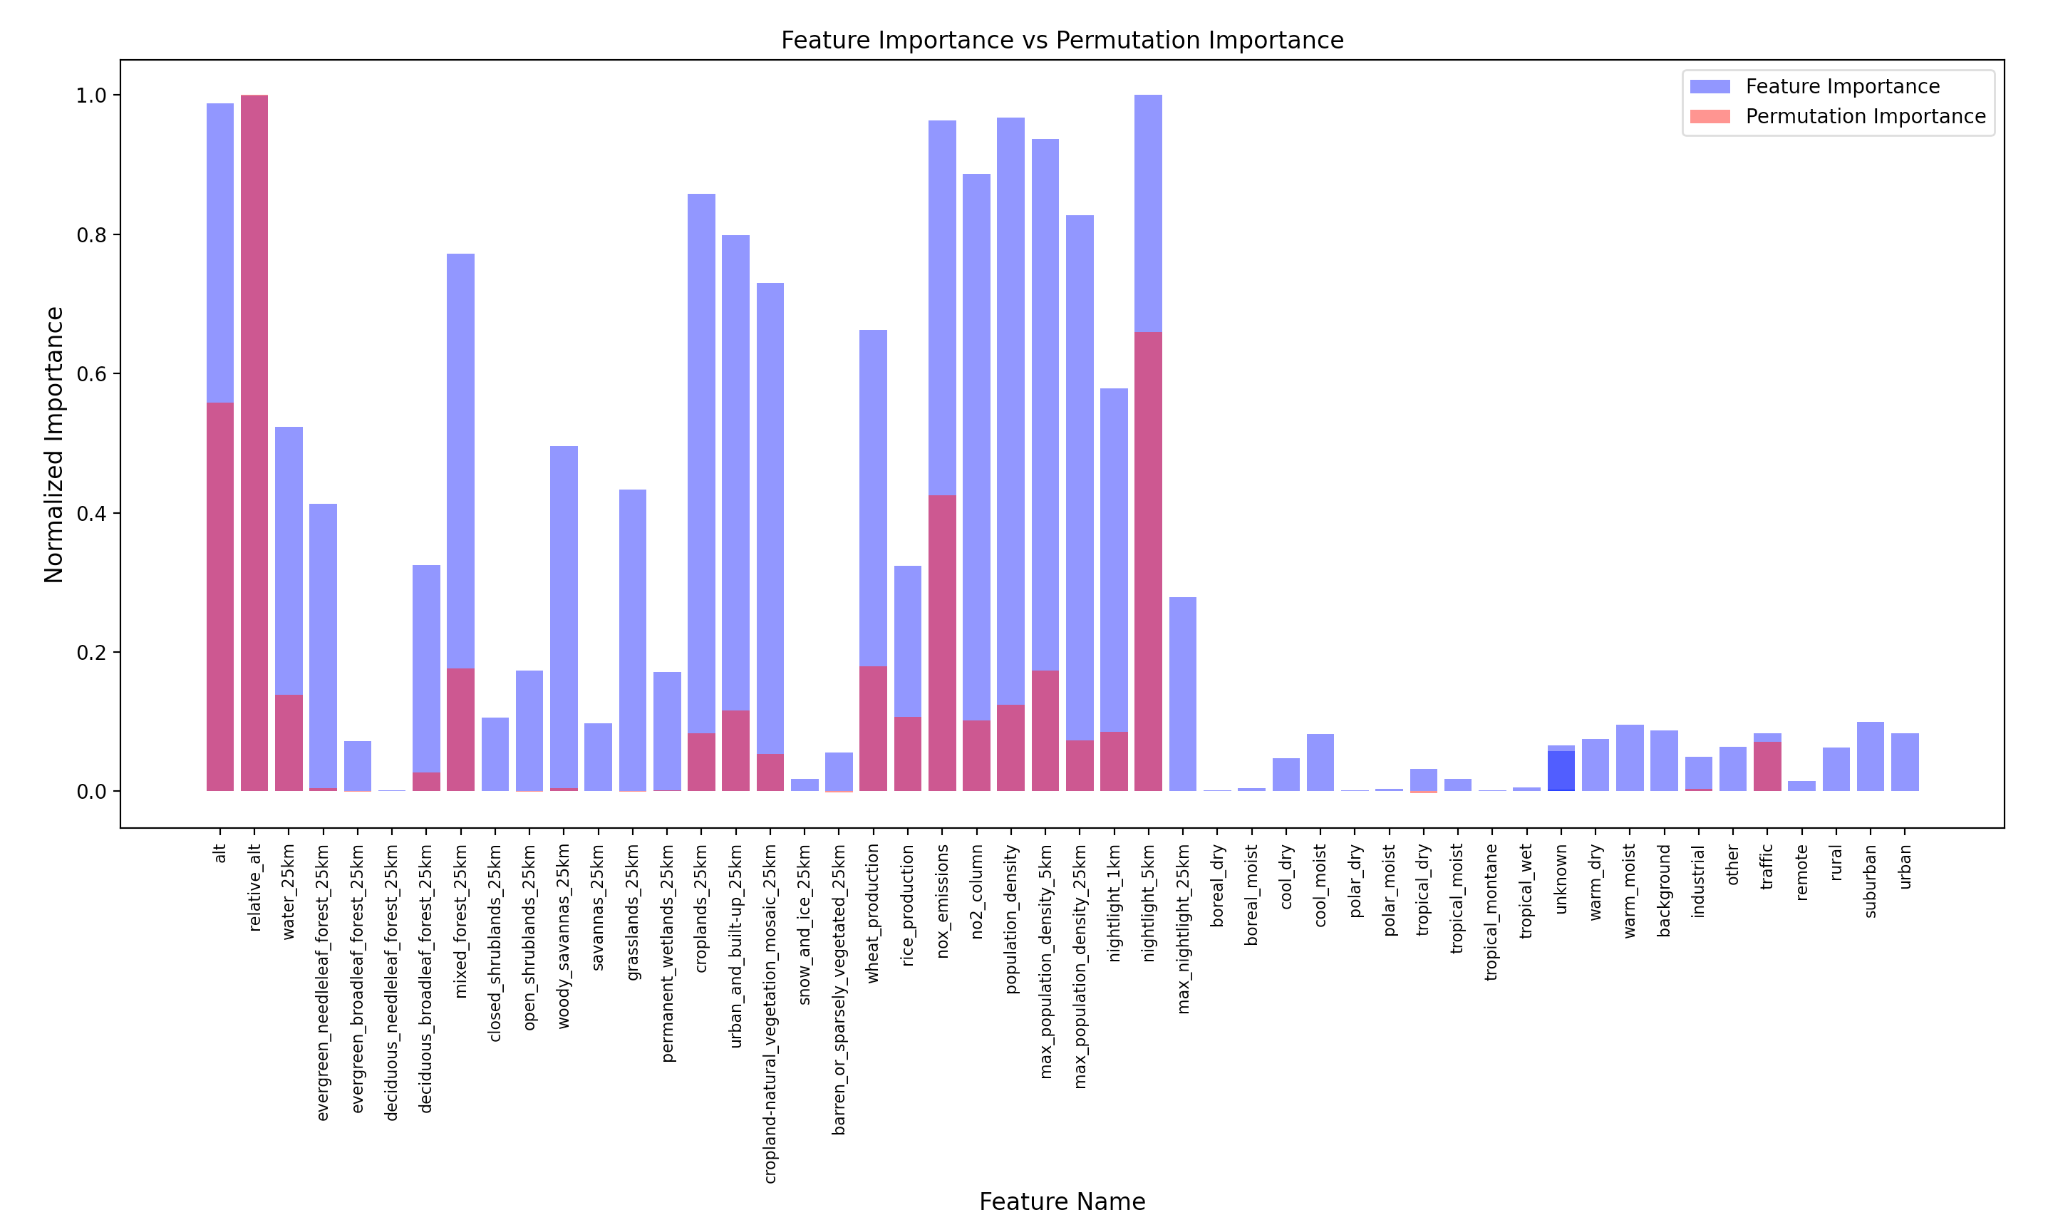 Feature Importance vs Permutation Importance
Feature Importance
Permutation Importance
Normalized Importance
1.0
0.8
0.6
0.4
0.2
0.0
alt
relative_alt
water_25km
evergreen_needleleaf_forest_25km
evergreen_broadleaf_forest_25km
deciduous_needleleaf_forest_25km
deciduous_broadleaf_forest_25km
mixed_forest_25km
closed_shrublands_25km
open_shrublands_25km
woody_savannas_25km
savannas_25km
grasslands_25km
permanent_wetlands_25km
croplands_25km
urban_and_built-up_25km
cropland-natural_vegetation_mosaic_25km
snow_and_ice_25km
barren_or_sparsely_vegetated_25km
wheat_production
rice_production
nox_emissions
no2_column
population_density
max_population_density_5km
max_population_density_25km
nightlight_1km
nightlight_5km
max_nightlight_25km
boreal_dry
boreal_moist
cool_dry
cool_moist
polar_dry
polar_moist
tropical_dry
tropical_moist
tropical_montane
tropical_wet
unknown
warm_dry
warm_moist
background
industrial
other
traffic
remote
rural
suburban
urban
Feature Name